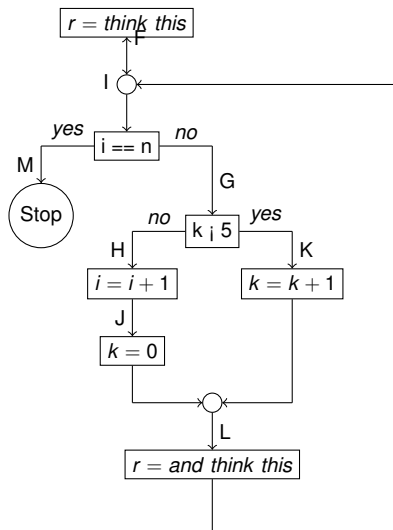 r = think this
F
I
yes
no
i == n
M
G
Stop
no
yes
k ¡ 5
H
K
i = i + 1
k = k + 1
J
k = 0
L
r = and think this